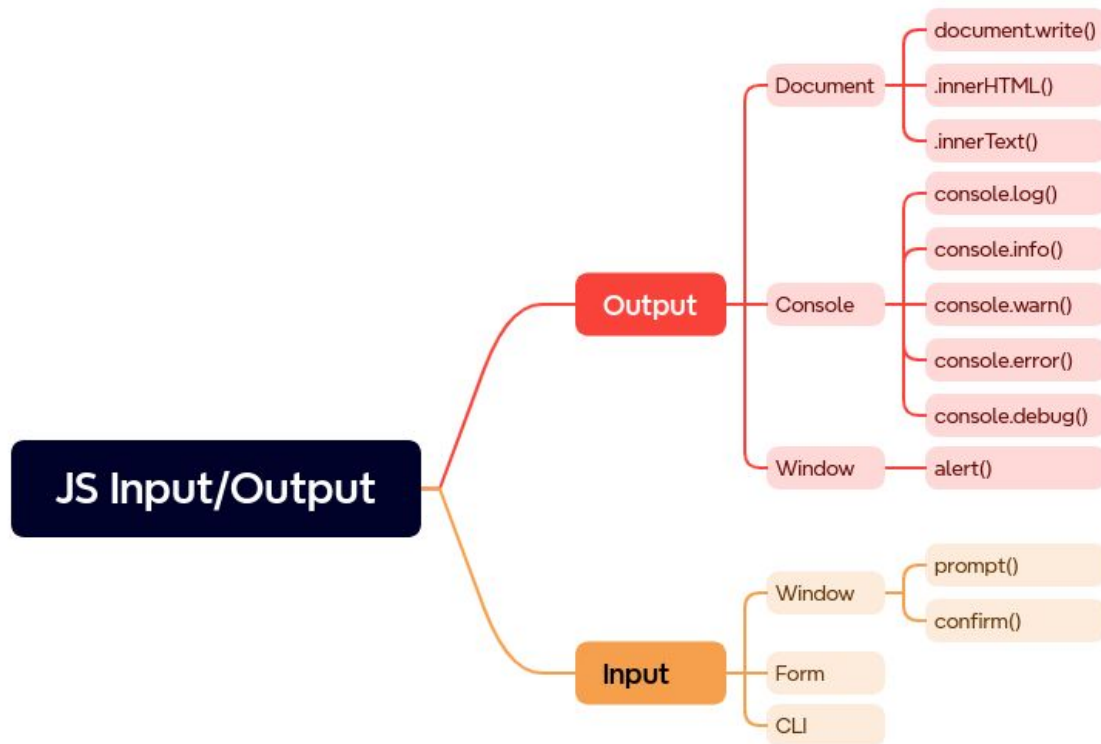 JS Input/Output
Output
Document
document.write()
.innerHTML()
.innerText()
Console
console.log()
console.info()
console.warn()
console.error()
console.debug()
Window
alert()
Input
Window
prompt()
confirm()
Form
CLI